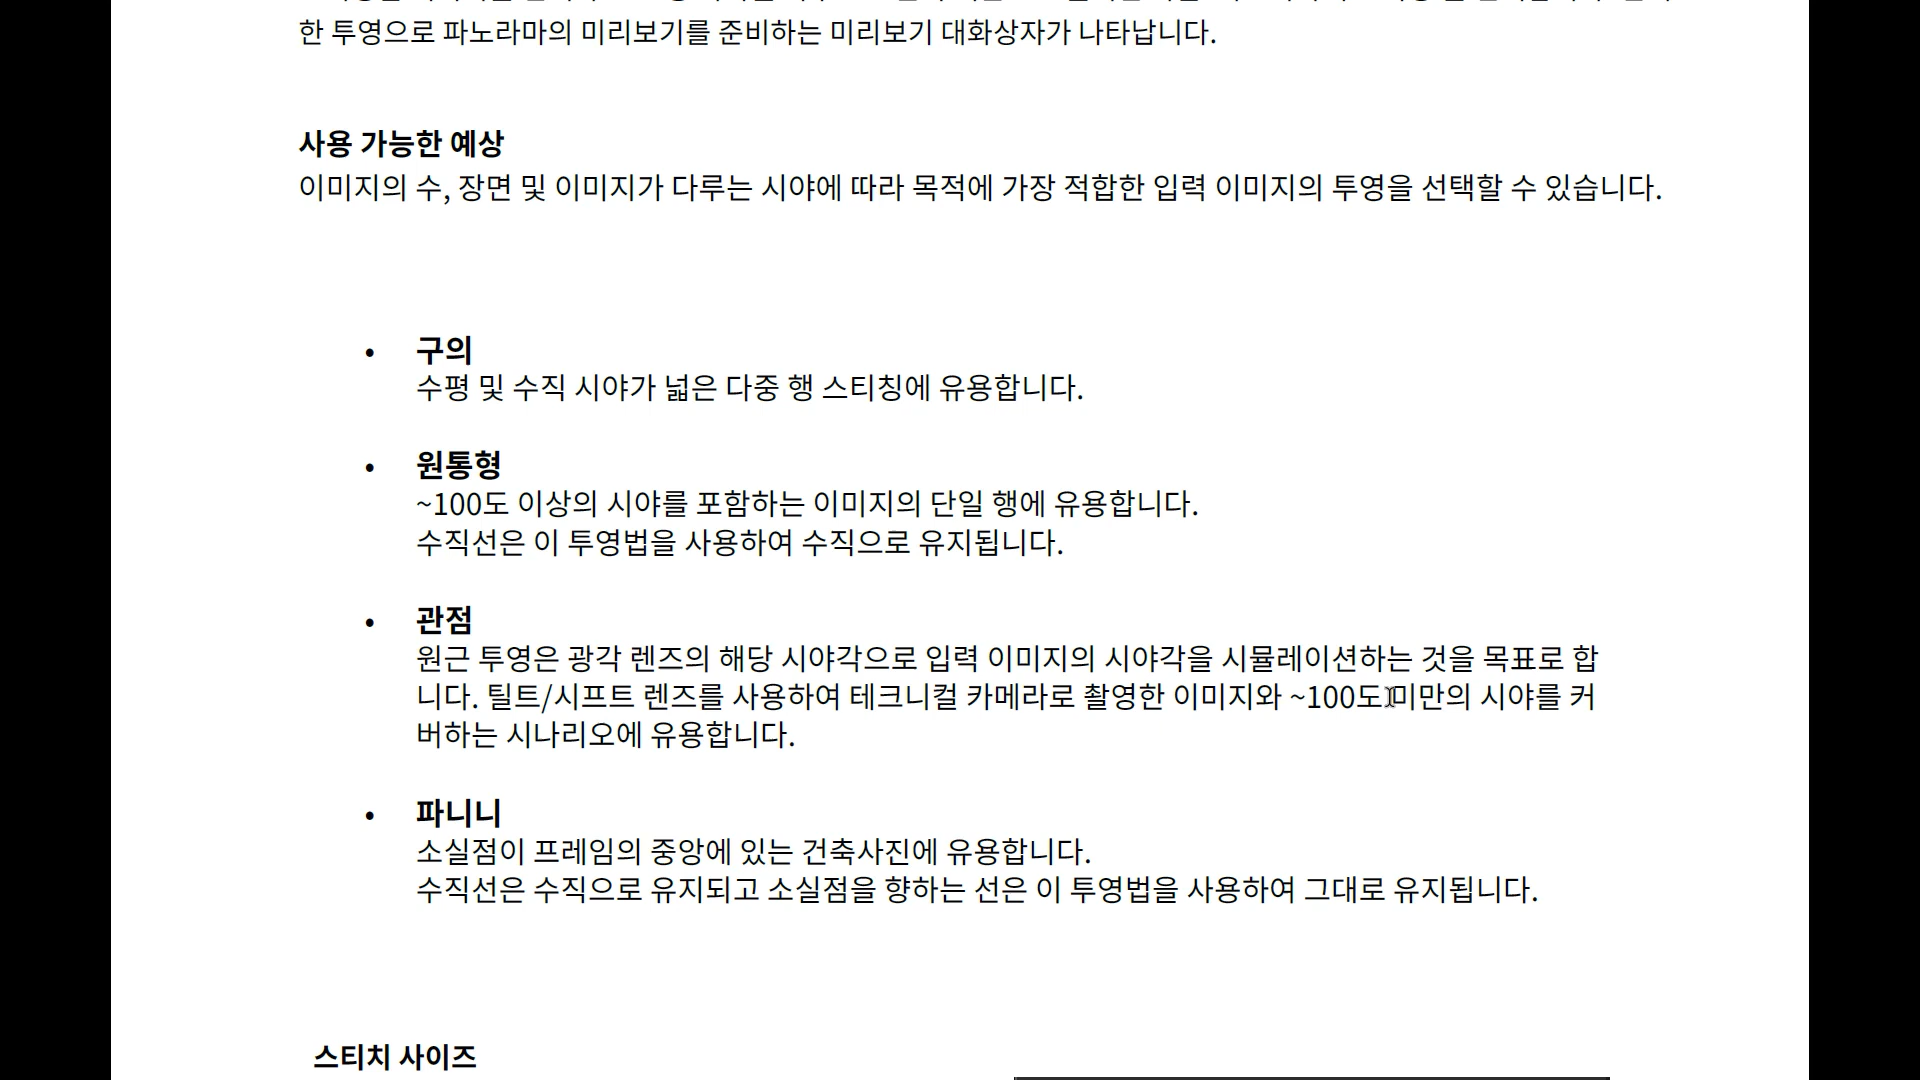 한 투영으로 파노라마의 미리보기를 준비하는 미리보기 대화상자가 나타납니다.
사용 가능한 예상
이미지의 수, 장면 및 이미지가 다루는 시야에 따라 목적에 가장 적합한 입력 이미지의 투영을 선택할 수 있습니다.
• 구의
수평 및 수직 시야가 넓은 다중 행 스티칭에 유용합니다.
• 원통형
~100도 이상의 시야를 포함하는 이미지의 단일 행에 유용합니다.
수직선은 이 투영법을 사용하여 수직으로 유지됩니다.
• 관점
원근 투영은 광각 렌즈의 해당 시야각으로 입력 이미지의 시야각을 시뮬레이션하는 것을 목표로 합
니다. 틸트/시프트 렌즈를 사용하여 테크니컬 카메라로 촬영한 이미지와 ~100도 미만의 시야를 커
버하는 시나리오에 유용합니다.
• 파니니
소실점이 프레임의 중앙에 있는 건축사진에 유용합니다.
수직선은 수직으로 유지되고 소실점을 향하는 선은 이 투영법을 사용하여 그대로 유지됩니다.
스티치 사이즈